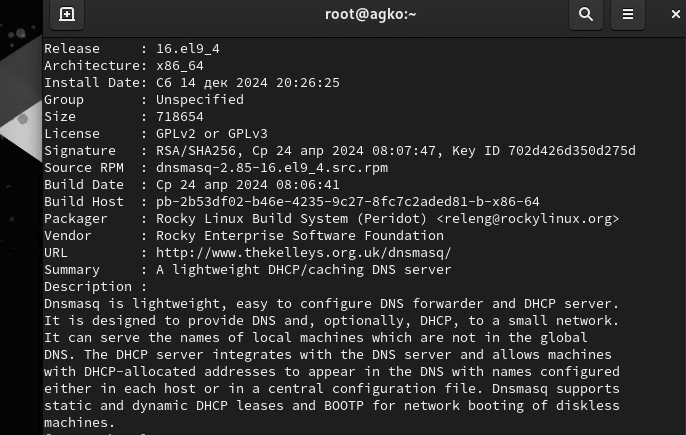 root@agko:~
Release     : 16.el9_4
Architecture: x86_64
Install Date: Сб 14 дек 2024 20:26:25
Group       : Unspecified
Size        : 718654
License     : GPLv2 or GPLv3
Signature   : RSA/SHA256, Ср 24 апр 2024 08:07:47, Key ID 702d426d350d275d
Source RPM  : dnsmasq-2.85-16.el9_4.src.rpm
Build Date  : Ср 24 апр 2024 08:06:41
Build Host  : pb-2b53df02-b46e-4235-9c27-8fc7c2aded81-b-x86-64
Packager    : Rocky Linux Build System (Peridot) <releng@rockylinux.org>
Vendor      : Rocky Enterprise Software Foundation
URL         : http://www.thekelleys.org.uk/dnsmasq/
Summary     : A lightweight DHCP/caching DNS server
Description :
Dnsmasq is lightweight, easy to configure DNS forwarder and DHCP server.
It is designed to provide DNS and, optionally, DHCP, to a small network.
It can serve the names of local machines which are not in the global
DNS. The DHCP server integrates with the DNS server and allows machines
with DHCP-allocated addresses to appear in the DNS with names configured
either in each host or in a central configuration file. Dnsmasq supports
static and dynamic DHCP leases and BOOTP for network booting of diskless
machines.